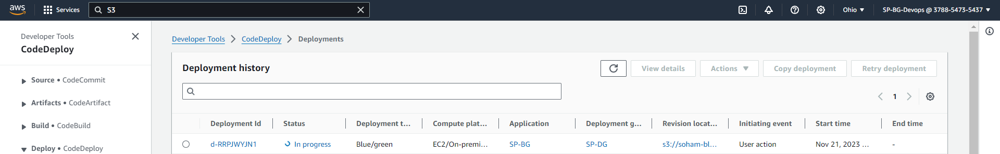 aws Services S3 Ohio SP-BG-Devops @ 3788-5473-5437
Developer Tools
CodeDeploy
Source • CodeCommit
Artifacts • CodeArtifact
Build • CodeBuild
Deploy • CodeDeploy
Developer Tools CodeDeploy Deployments
Deployment history View details Actions Copy deployment Retry deployment
1
Deployment Id Status Deployment t... Compute plat... Application Deployment g... Revision locat... Initiating event Start time End time
d-RRPJWYJN1 In progress Blue/green EC2/On-premi... SP-BG SP-DG s3://soham-bl... User action Nov 21, 2023 ... -